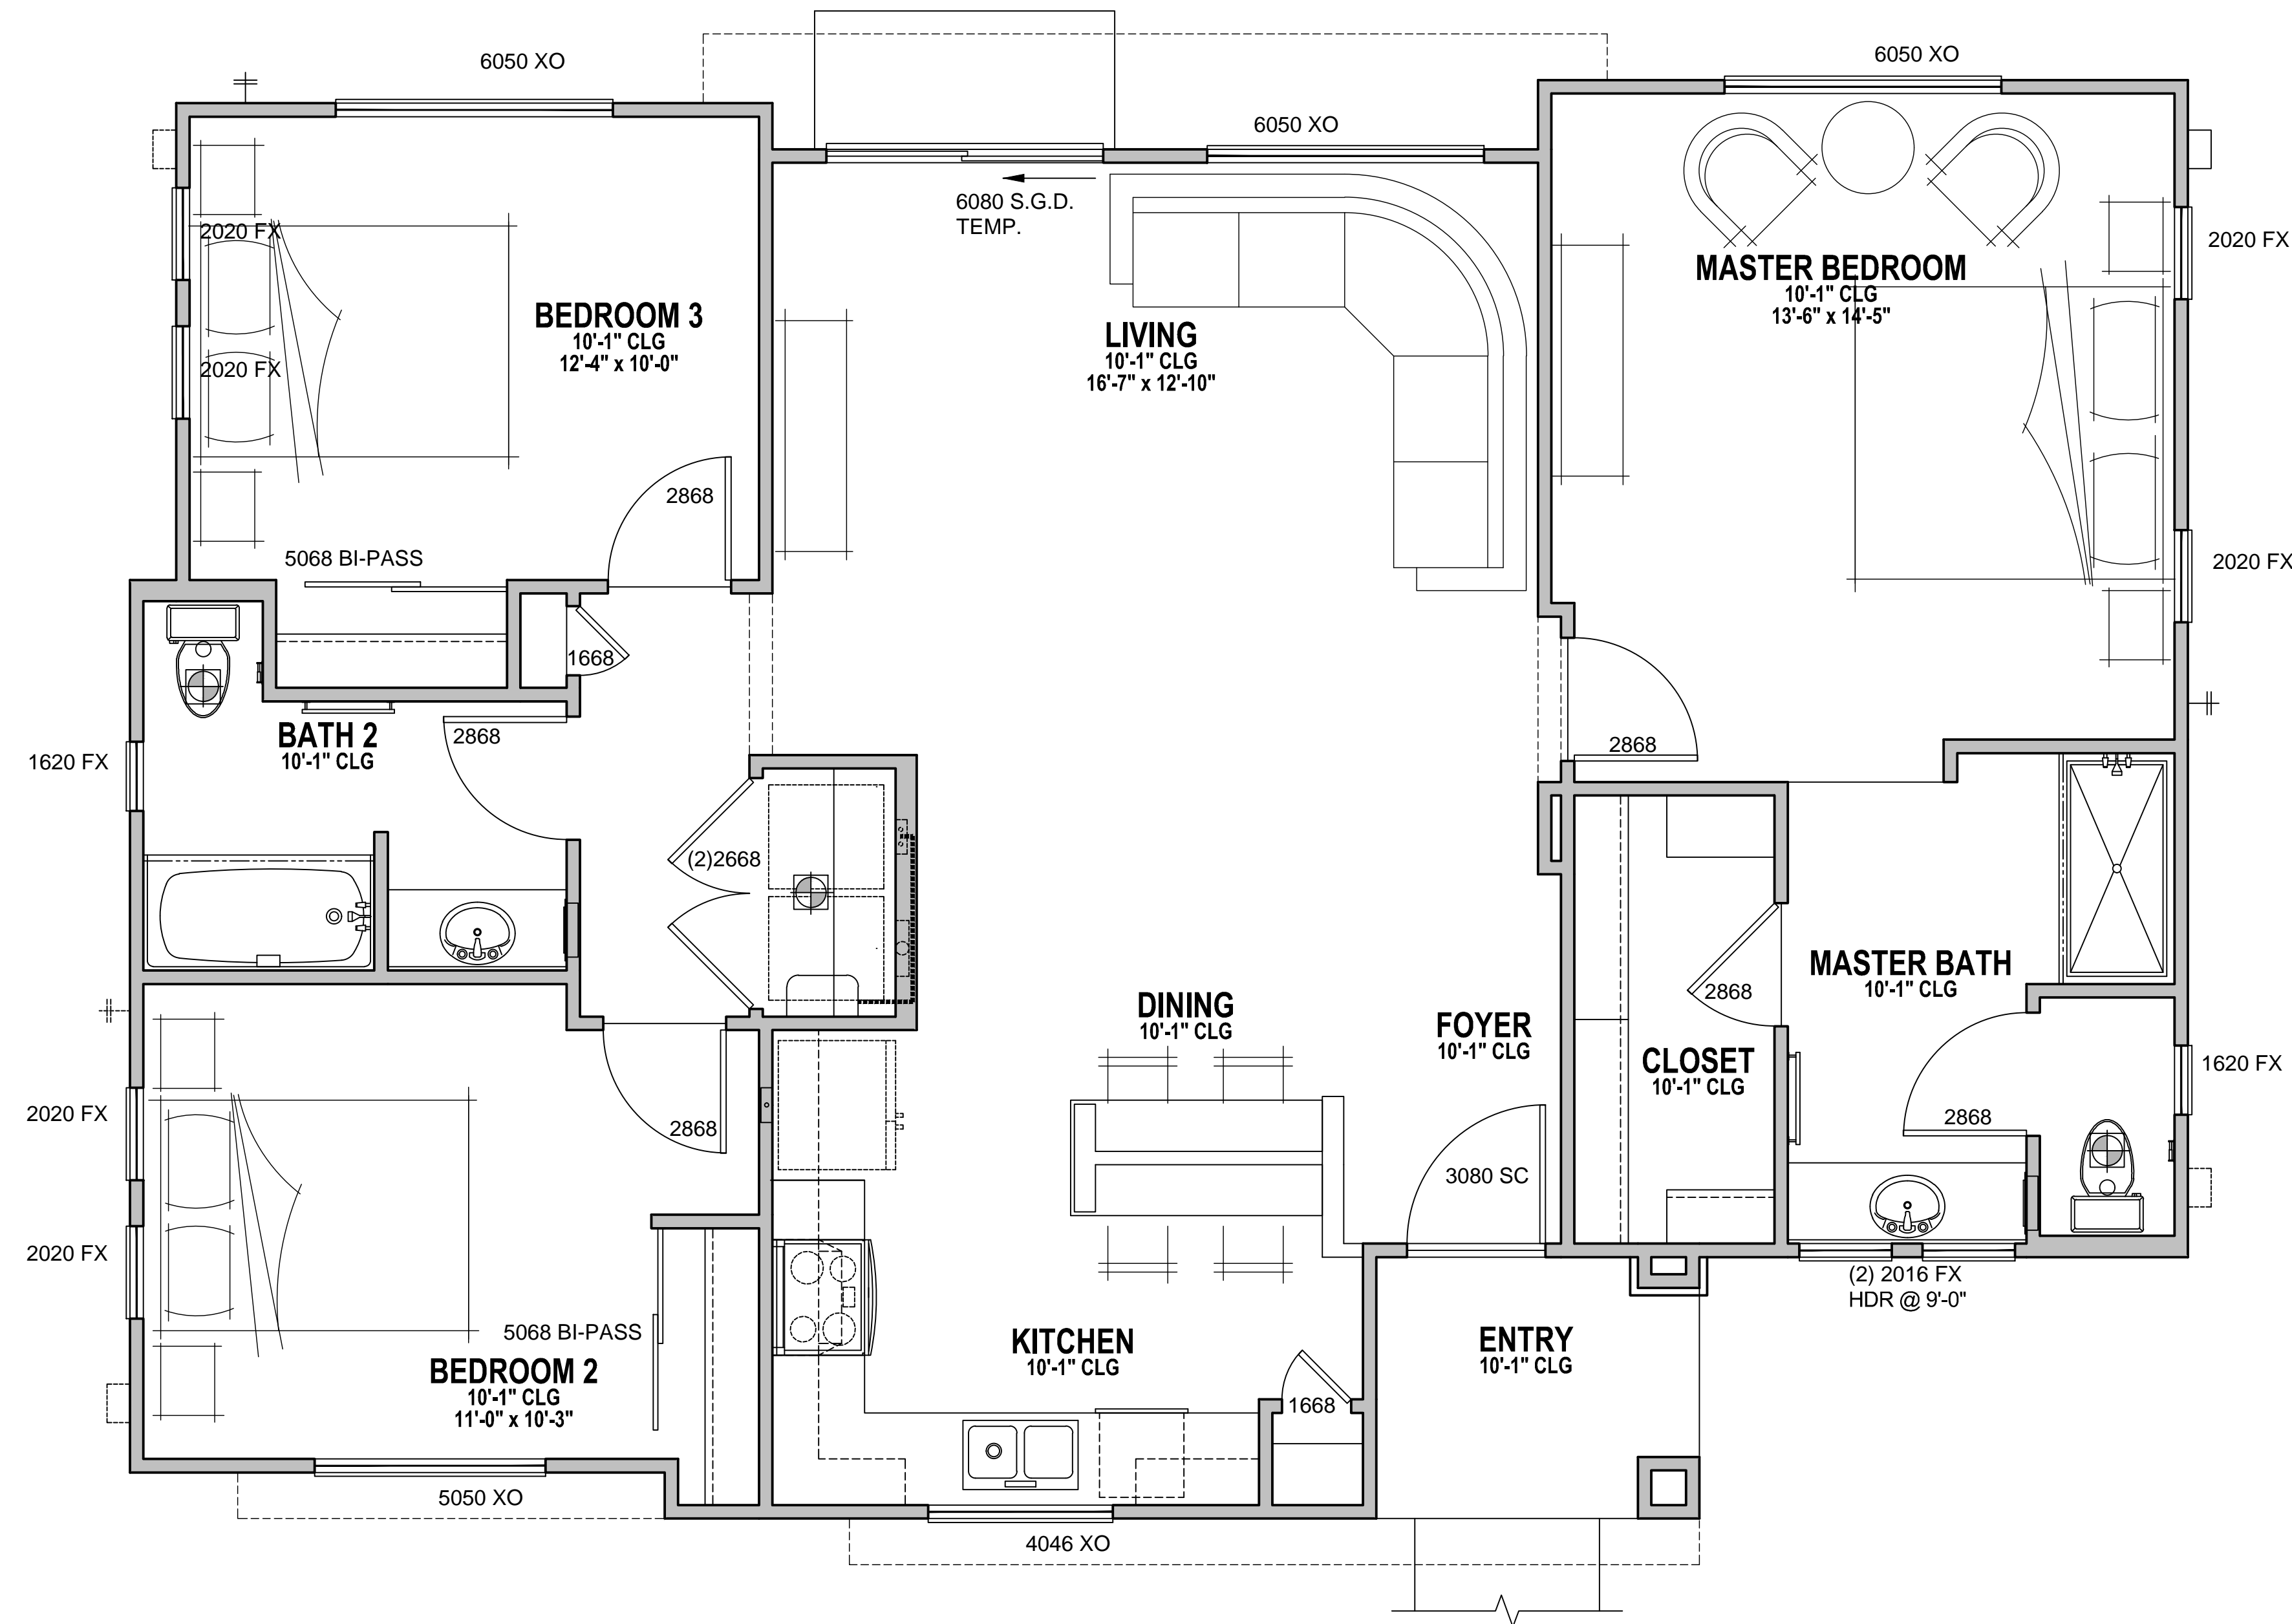 6050 XO
6050 XO
6050 XO
6080 S.G.D.
TEMP.
2020 FX
2020 FX
BEDROOM 3
10'-1" CLG
12'-4" x 10'-0"
LIVING
10'-1" CLG
16'-7" x 12'-10"
MASTER BEDROOM
10'-1" CLG
13'-6" x 14'-5"
2020 FX
2020 FX
2868
5068 BI-PASS
1668
BATH 2
10'-1" CLG
2868
1620 FX
2868
(2)2668
MASTER BATH
10'-1" CLG
2868
DINING
10'-1" CLG
FOYER
10'-1" CLG
CLOSET
10'-1" CLG
1620 FX
2868
2020 FX
2868
3080 SC
2020 FX
(2) 2016 FX
HDR @ 9'-0"
5068 BI-PASS
BEDROOM 2
10'-1" CLG
11'-0" x 10'-3"
KITCHEN
10'-1" CLG
ENTRY
10'-1" CLG
1668
5050 XO
4046 XO